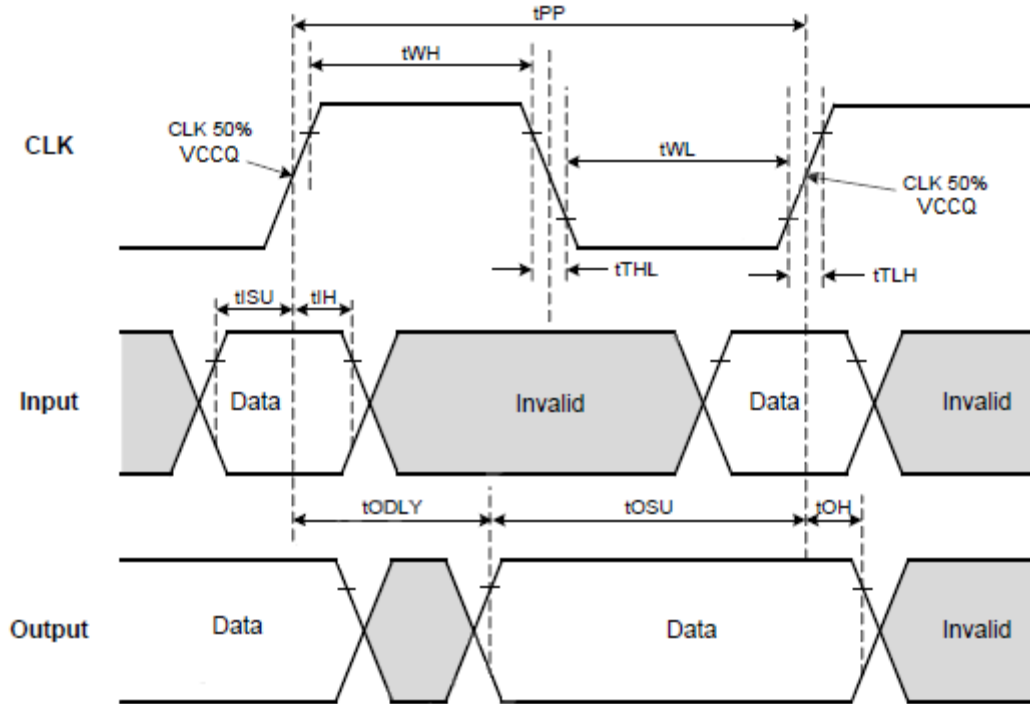 tPP
tWH
CLK
CLK 50%
VCCQ
tWL
CLK 50%
VCCQ
tTHL
tTLH
tISU
tIH
Input
Data
Invalid
Data
Invalid
tODLY
tOSU
tOH
Output
Data
Data
Invalid